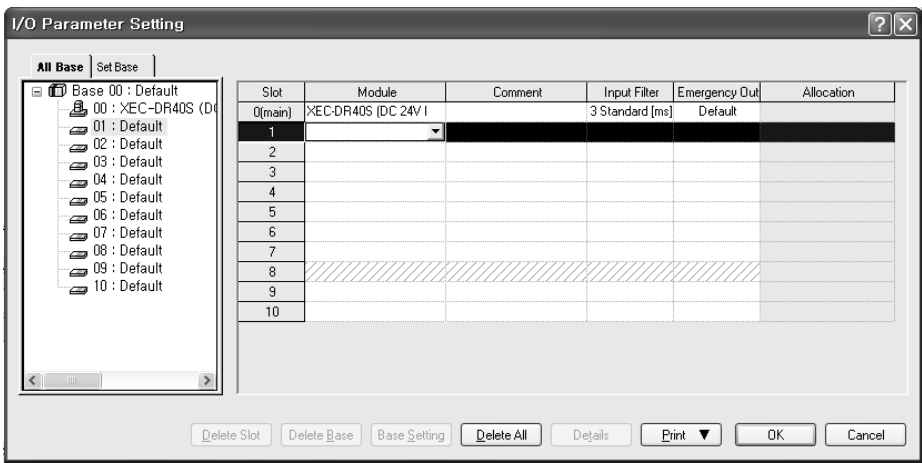 I/O Parameter Setting
All Base Set Base
Base 00 : Default
00 : XEC-DR40S (D
01 : Default
02 : Default
03 : Default
04 : Default
05 : Default
06 : Default
07 : Default
08 : Default
09 : Default
10 : Default
Slot Module Comment Input Filter Emergency Out Allocation
0(main) XEC-DR40S (DC 24V I 3 Standard [ms] Default
1
2
3
4
5
6
7
8
9
10
Delete Slot Delete Base Base Setting Delete All Details Print ▼ OK Cancel